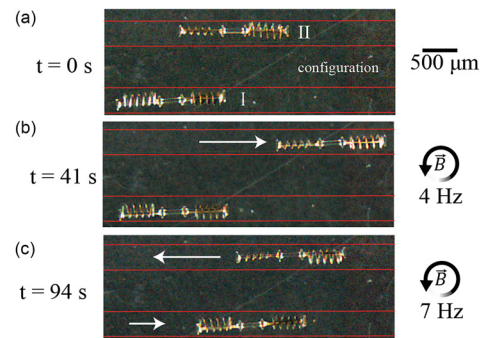 (a)
t = 0 s
II
configuration
I
500 μm
(b)
t = 41 s
B
4 Hz
(c)
t = 94 s
B
7 Hz